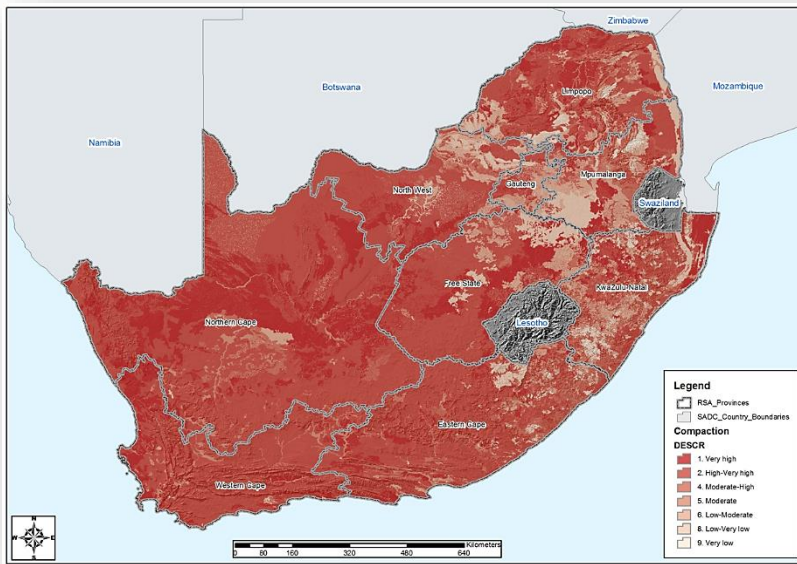 Zimbabwe
Botswana
Mozambique
Namibia
Limpopo
North West
Gauteng
Mpumalanga
Swaziland
Free State
KwaZulu-Natal
Northern Cape
Lesotho
Eastern Cape
Western Cape
Legend
RSA_Provinces
SADC_Country_Boundaries
Compaction
DESCR
1. Very high
2. High-Very high
4. Moderate-High
5. Moderate
6. Low-Moderate
8. Low-Very low
9. Very low
N
W E
S
Kilometers
0 80 160 320 480 640